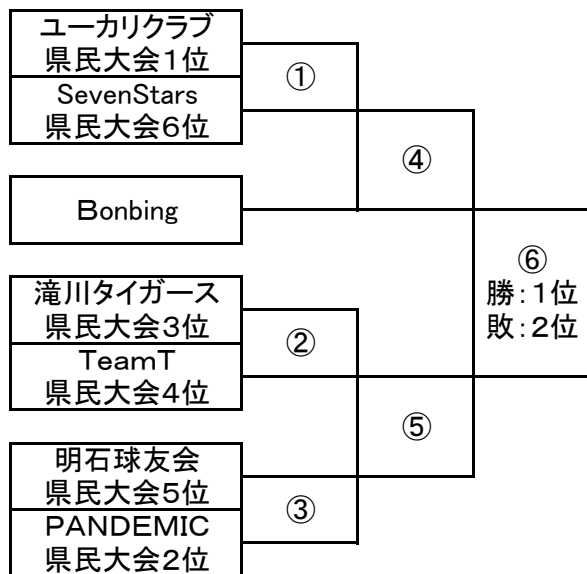 ユーカリクラブ
県民大会1位
SevenStars
県民大会6位
Bonbing
滝川タイガース
県民大会3位
TeamT
県民大会4位
明石球友会
県民大会5位
PANDEMIC
県民大会2位
①
②
③
④
⑤
⑥
勝:1位
敗:2位